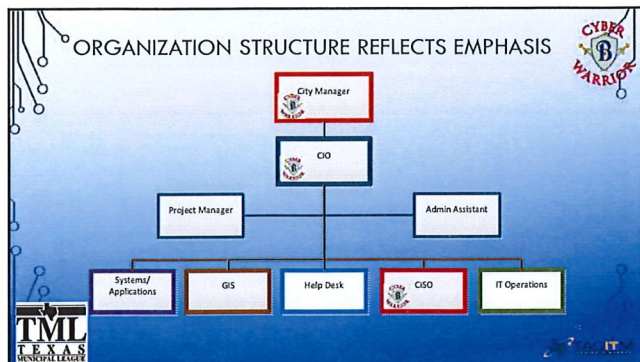 ORGANIZATION STRUCTURE REFLECTS EMPHASIS
CYBER
B
WARRIOR
City Manager
CIO
Project Manager
Admin Assistant
Systems/
Applications
GIS
Help Desk
CISO
IT Operations
TML
TEXAS
MUNICIPAL LEAGUE
TAGITM